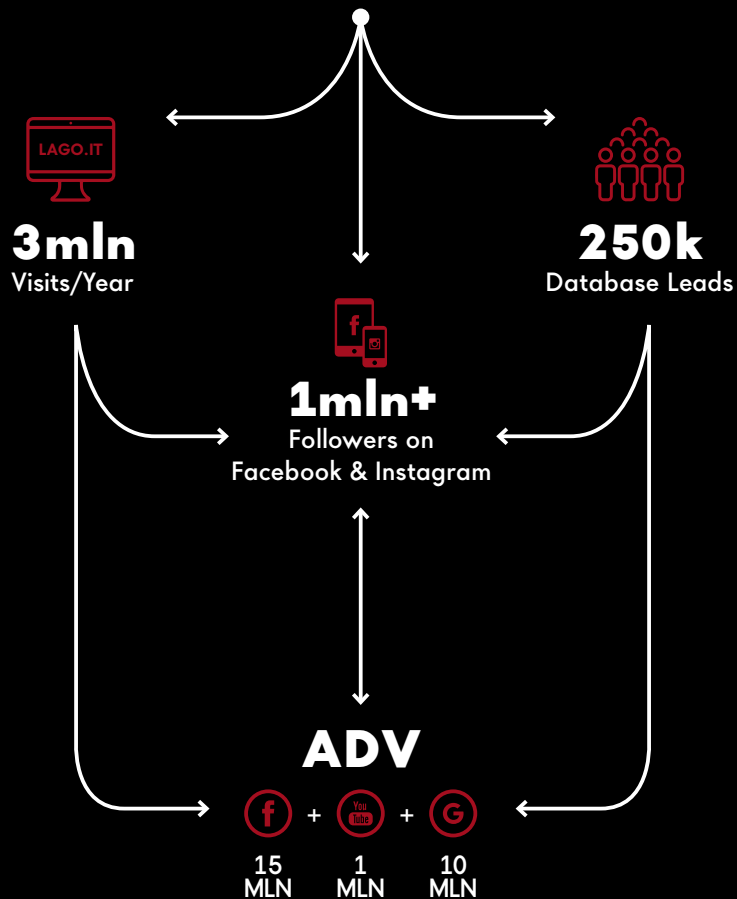 LAGO.IT
3mln
Visits/Year
250k
Database Leads
f
1mln+
Followers on
Facebook & Instagram
ADV
f + You Tube + G
15 MLN
1 MLN
10 MLN